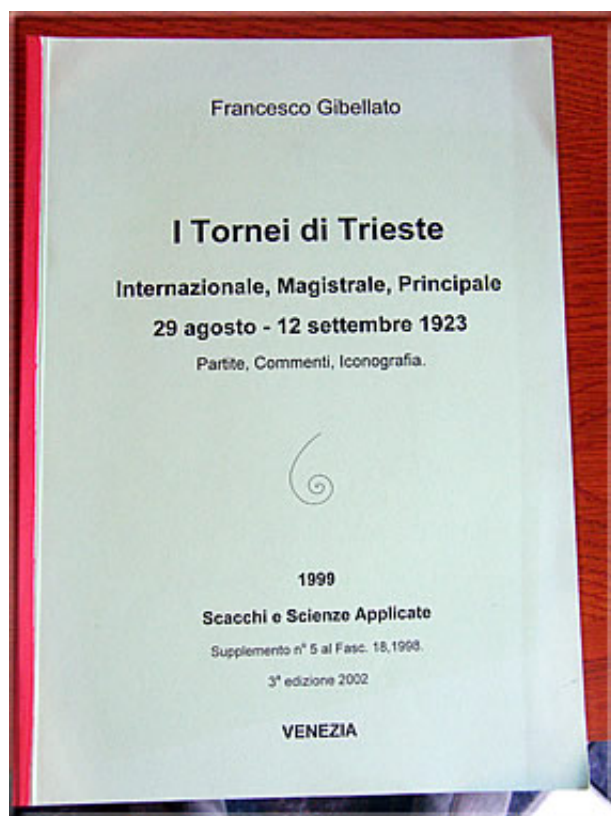 Francesco Gibellato
I Tornei di Trieste
Internazionale, Magistrale, Principale
29 agosto - 12 settembre 1923
Partite, Commenti, Iconografia.
1999
Scacchi e Scienze Applicate
Supplemento n° 5 al Fasc. 18,1998.
3ª edizione 2002
VENEZIA